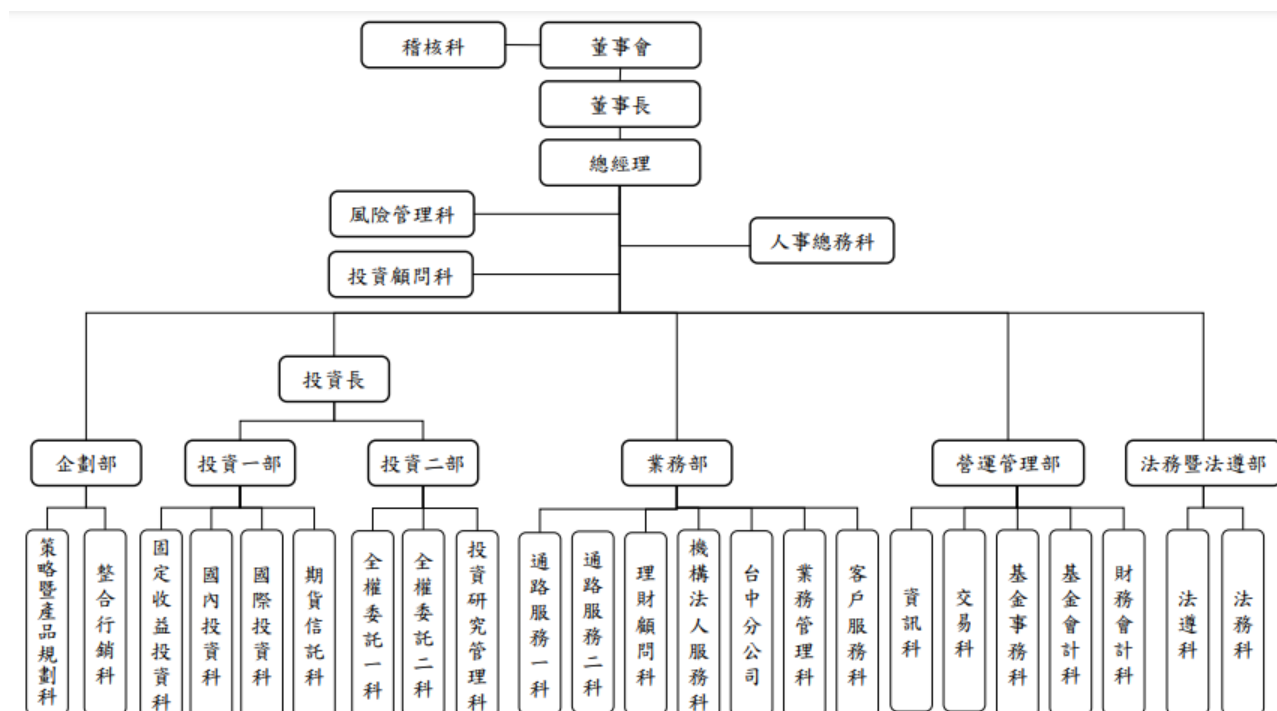 稽核科
董事會
董事長
總經理
風險管理科
人事總務科
投資顧問科
投資長
企劃部
投資一部
投資二部
業務部
營運管理部
法務暨法遵部
策略暨產品規劃科
整合行銷科
固定收益投資科
國內投資科
國際投資科
期貨信託科
全權委託一科
全權委託二科
投資研究管理科
通路服務一科
通路服務二科
理財顧問科
機構法人服務科
台中分公司
業務管理科
客戶服務科
資訊科
交易科
基金事務科
基金會計科
財務會計科
法遵科
法務科